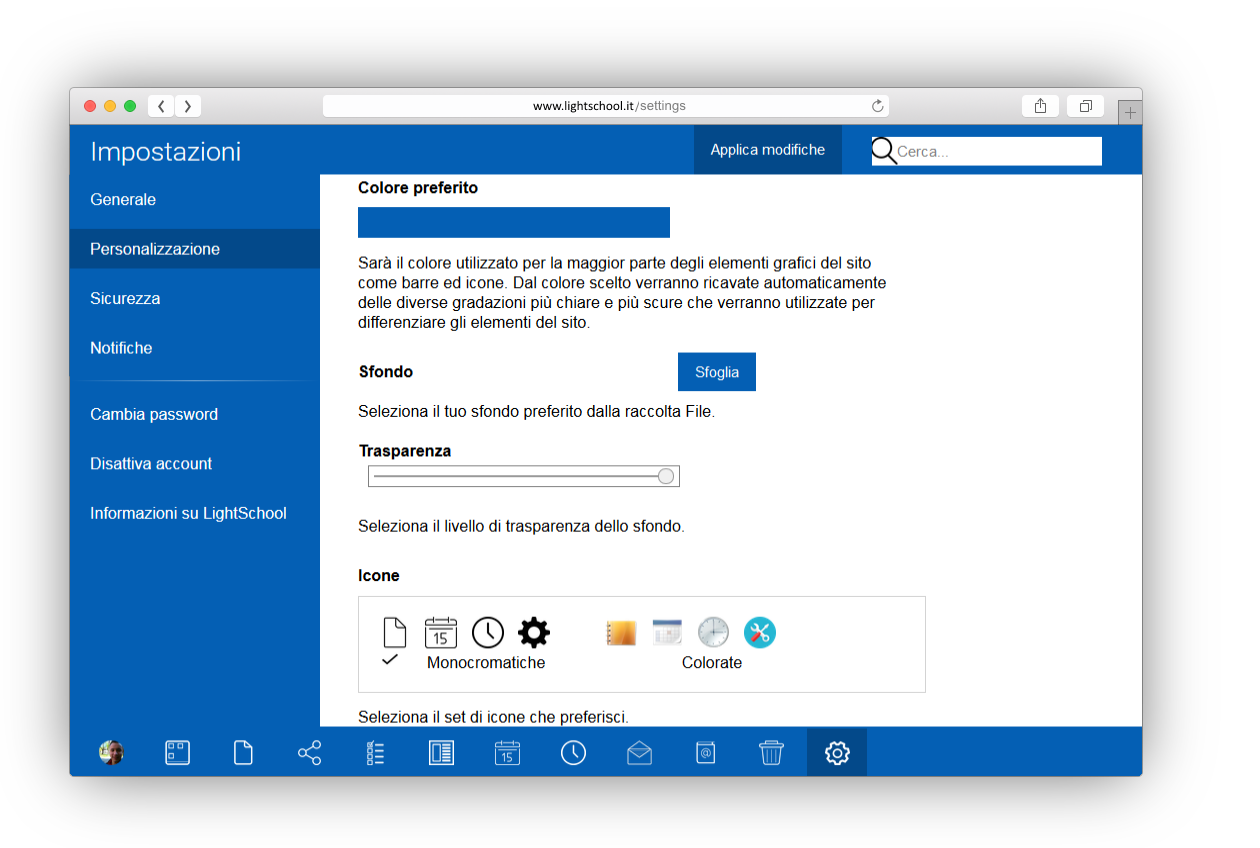 www.lightschool.it/settings
Impostazioni
Applica modifiche
Cerca...
Generale
Personalizzazione
Sicurezza
Notifiche
Cambia password
Disattiva account
Informazioni su LightSchool
Colore preferito
Sarà il colore utilizzato per la maggior parte degli elementi grafici del sito
come barre ed icone. Dal colore scelto verranno ricavate automaticamente
delle diverse gradazioni più chiare e più scure che verranno utilizzate per
differenziare gli elementi del sito.
Sfondo
Sfoglia
Seleziona il tuo sfondo preferito dalla raccolta File.
Trasparenza
Seleziona il livello di trasparenza dello sfondo.
Icone
15
Monocromatiche
Colorate
Seleziona il set di icone che preferisci.
15
@